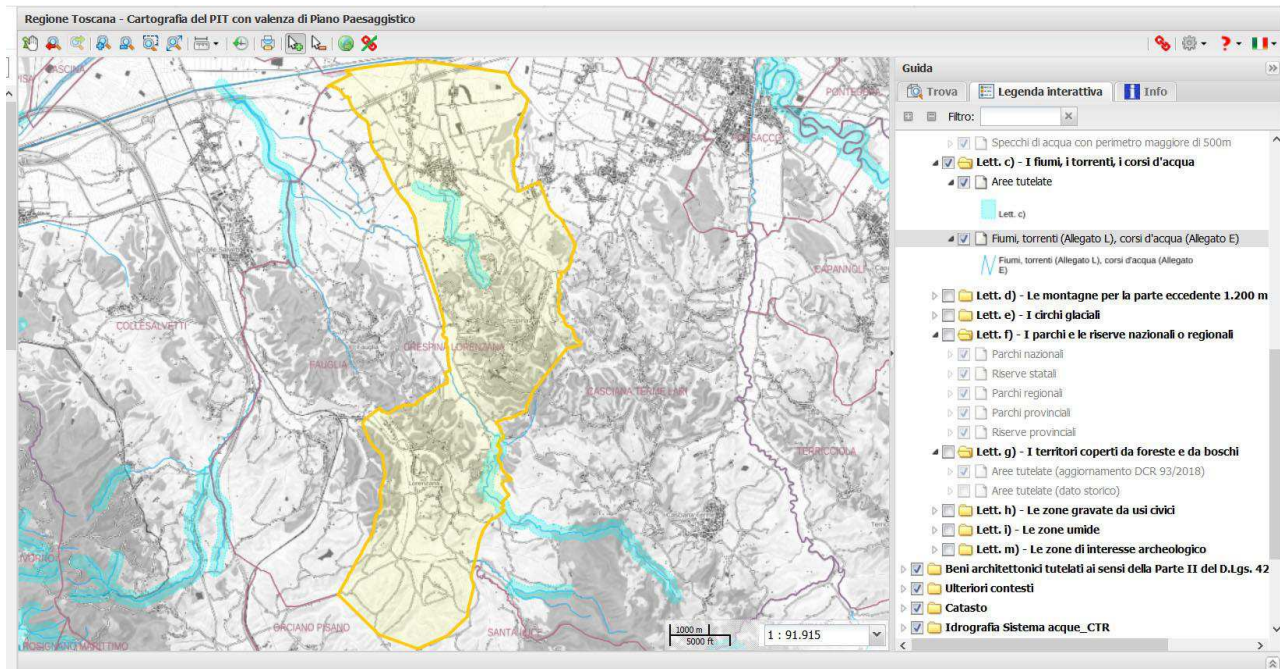 Regione Toscana - Cartografia del PIT con valenza di Piano Paesaggistico
Guida
Trova
Legenda interattiva
Info
Filtro:
Specchi di acqua con perimetro maggiore di 500m
Lett. c) - I fiumi, i torrenti, i corsi d'acqua
Aree tutelate
Lett. c)
Fiumi, torrenti (Allegato L), corsi d'acqua (Allegato E)
Fiumi, torrenti (Allegato L), corsi d'acqua (Allegato
E)
Lett. d) - Le montagne per la parte eccedente 1.200 m
Lett. e) - I circhi glaciali
Lett. f) - I parchi e le riserve nazionali o regionali
Parchi nazionali
Riserve statali
Parchi regionali
Parchi provinciali
Riserve provinciali
Lett. g) - I territori coperti da foreste e da boschi
Aree tutelate (aggiornamento DCR 93/2018)
Aree tutelate (dato storico)
Lett. h) - Le zone gravate da usi civici
Lett. i) - Le zone umide
Lett. m) - Le zone di interesse archeologico
Beni architettonici tutelati ai sensi della Parte II del D.Lgs. 42
Ulteriori contesti
Catasto
Idrografia Sistema acque_CTR
CASCINA
CAPANNOLI
COLLESALVETTI
FAUGLIA
CRESPINA LORENZANA
CASCIANA TERME LARI
TERRICCIOLA
Lorenzana
ORCIANO PISANO
ROSIGNANO MARITTIMO
1000 m
5000 ft
1 : 91.915